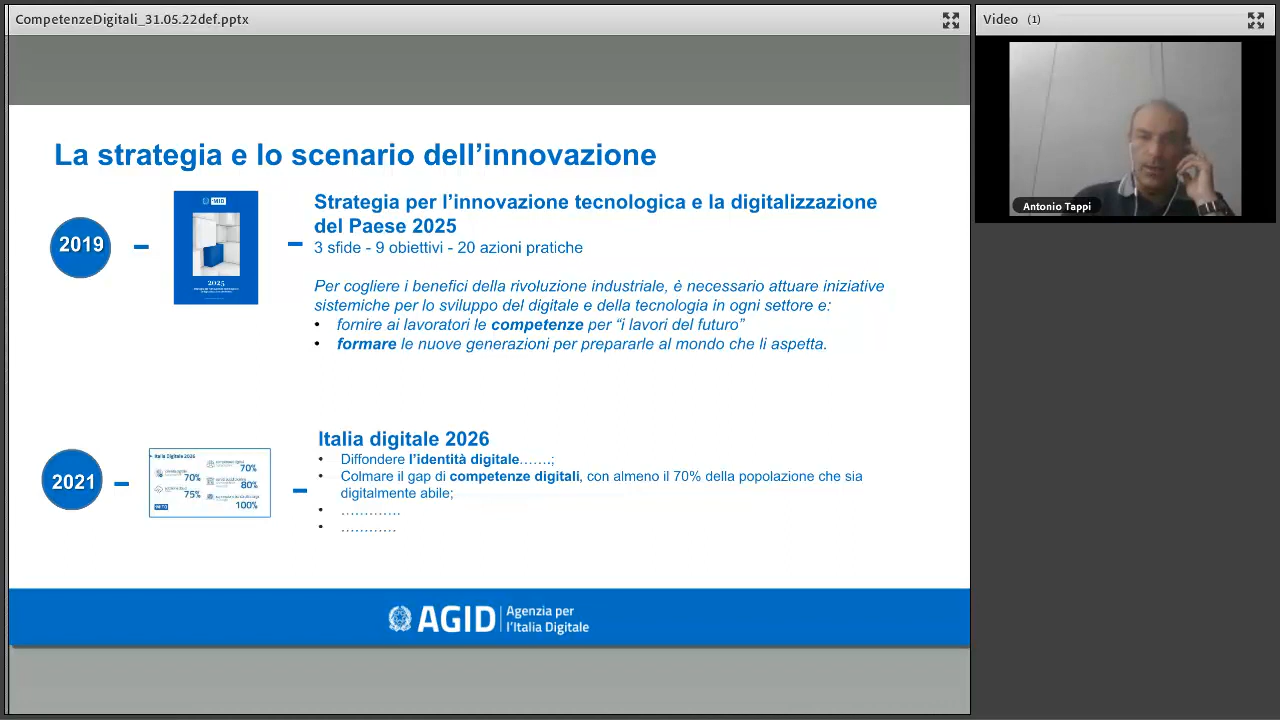 CompetenzeDigitali_31.05.22def.pptx
Video (1)
Antonio Tappi
La strategia e lo scenario dell'innovazione
2019
MID
2025
Strategia per l'innovazione tecnologica e la digitalizzazione
del Paese 2025
3 sfide - 9 obiettivi - 20 azioni pratiche
Per cogliere i benefici della rivoluzione industriale, è necessario attuare iniziative
sistemiche per lo sviluppo del digitale e della tecnologia in ogni settore e:
• fornire ai lavoratori le competenze per “i lavori del futuro”
• formare le nuove generazioni per prepararle al mondo che li aspetta.
2021
Italia Digitale 2026
70%
70%
80%
75%
100%
Italia digitale 2026
• Diffondere l'identità digitale…….;
• Colmare il gap di competenze digitali, con almeno il 70% della popolazione che sia
digitalmente abile;
• ………….
• …………
AGID
Agenzia per
l'Italia Digitale